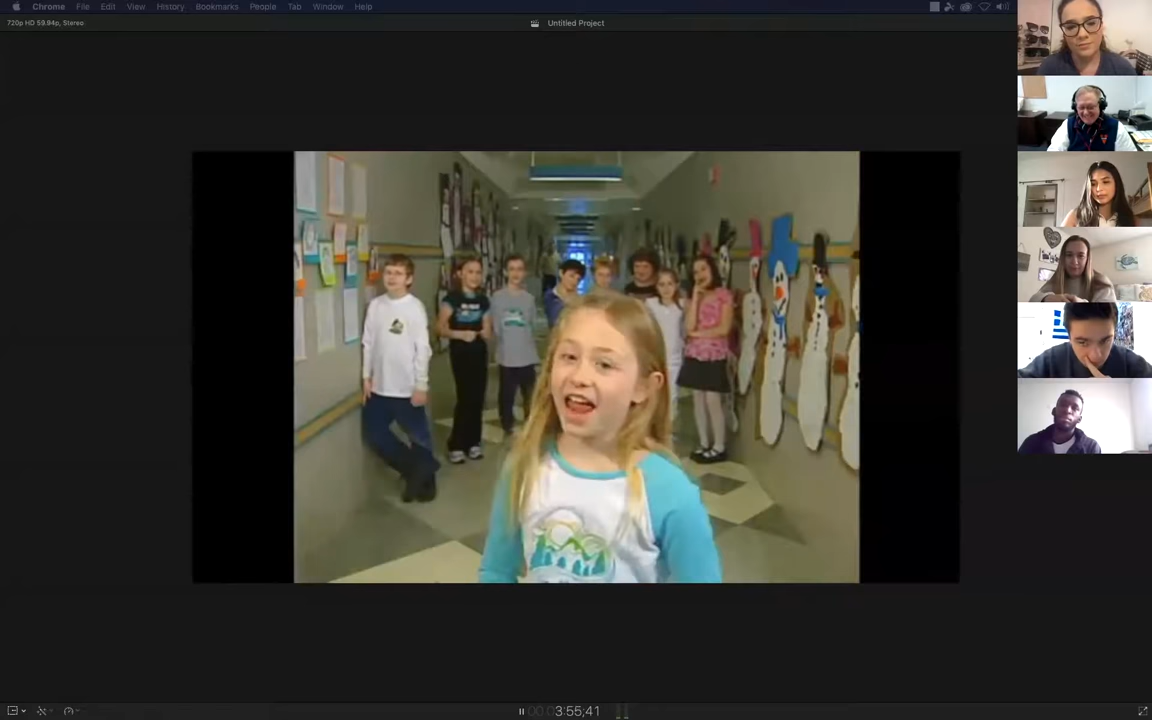 Chrome File Edit View History Bookmarks People Tab Window Help
720p HD 59.94p, Stereo
Untitled Project
3:55;41